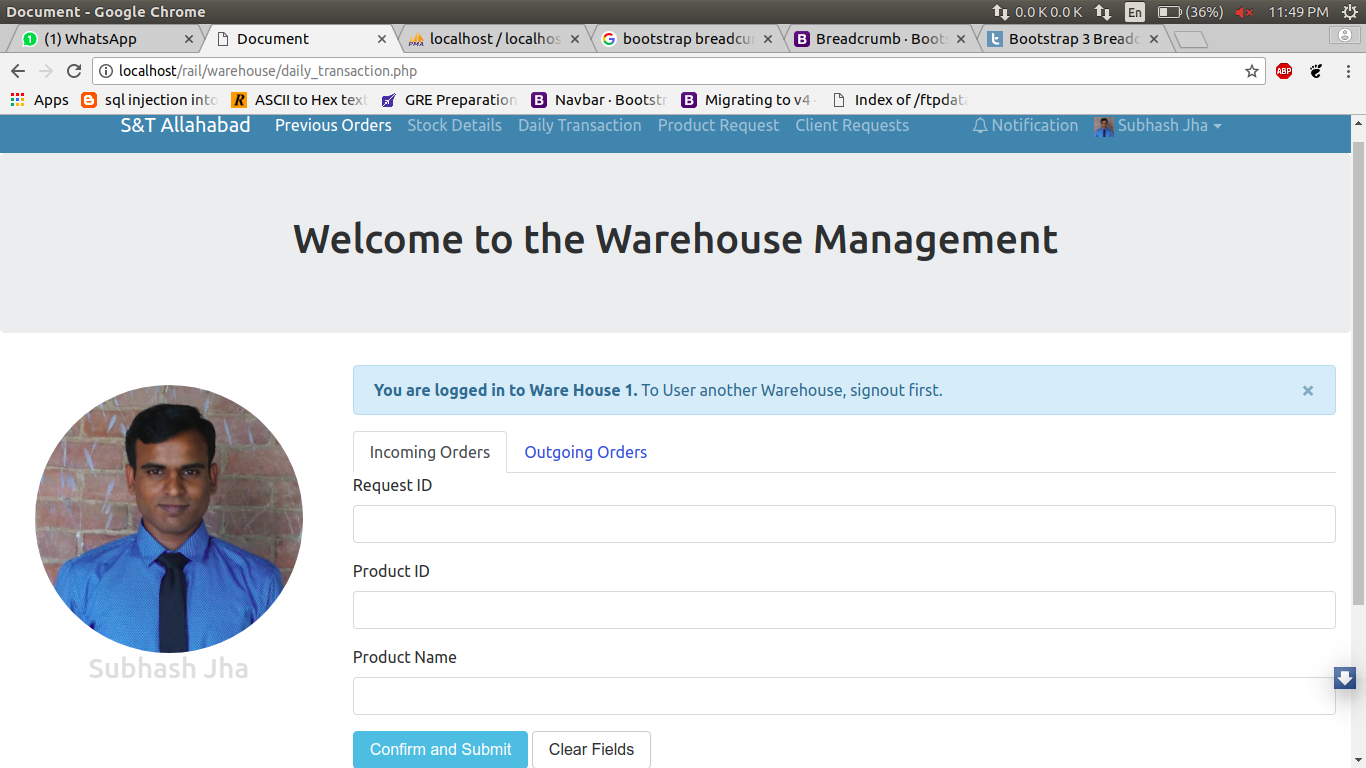 Document - Google Chrome
0.0 K 0.0 K En (36%) 11:49 PM
(1) WhatsApp
Document
localhost / localhos
bootstrap breadcu
Breadcrumb · Boots
Bootstrap 3 Breadc
localhost/rail/warehouse/daily_transaction.php
ABP
Apps
sql injection into
ASCII to Hex text
GRE Preparation
Navbar · Bootstr
Migrating to v4 ·
Index of /ftpdata
S&T Allahabad Previous Orders Stock Details Daily Transaction Product Request Client Requests Notification Subhash Jha
Welcome to the Warehouse Management
You are logged in to Ware House 1. To User another Warehouse, signout first. ×
Incoming Orders Outgoing Orders
Request ID
Product ID
Product Name
Confirm and Submit Clear Fields
Subhash Jha